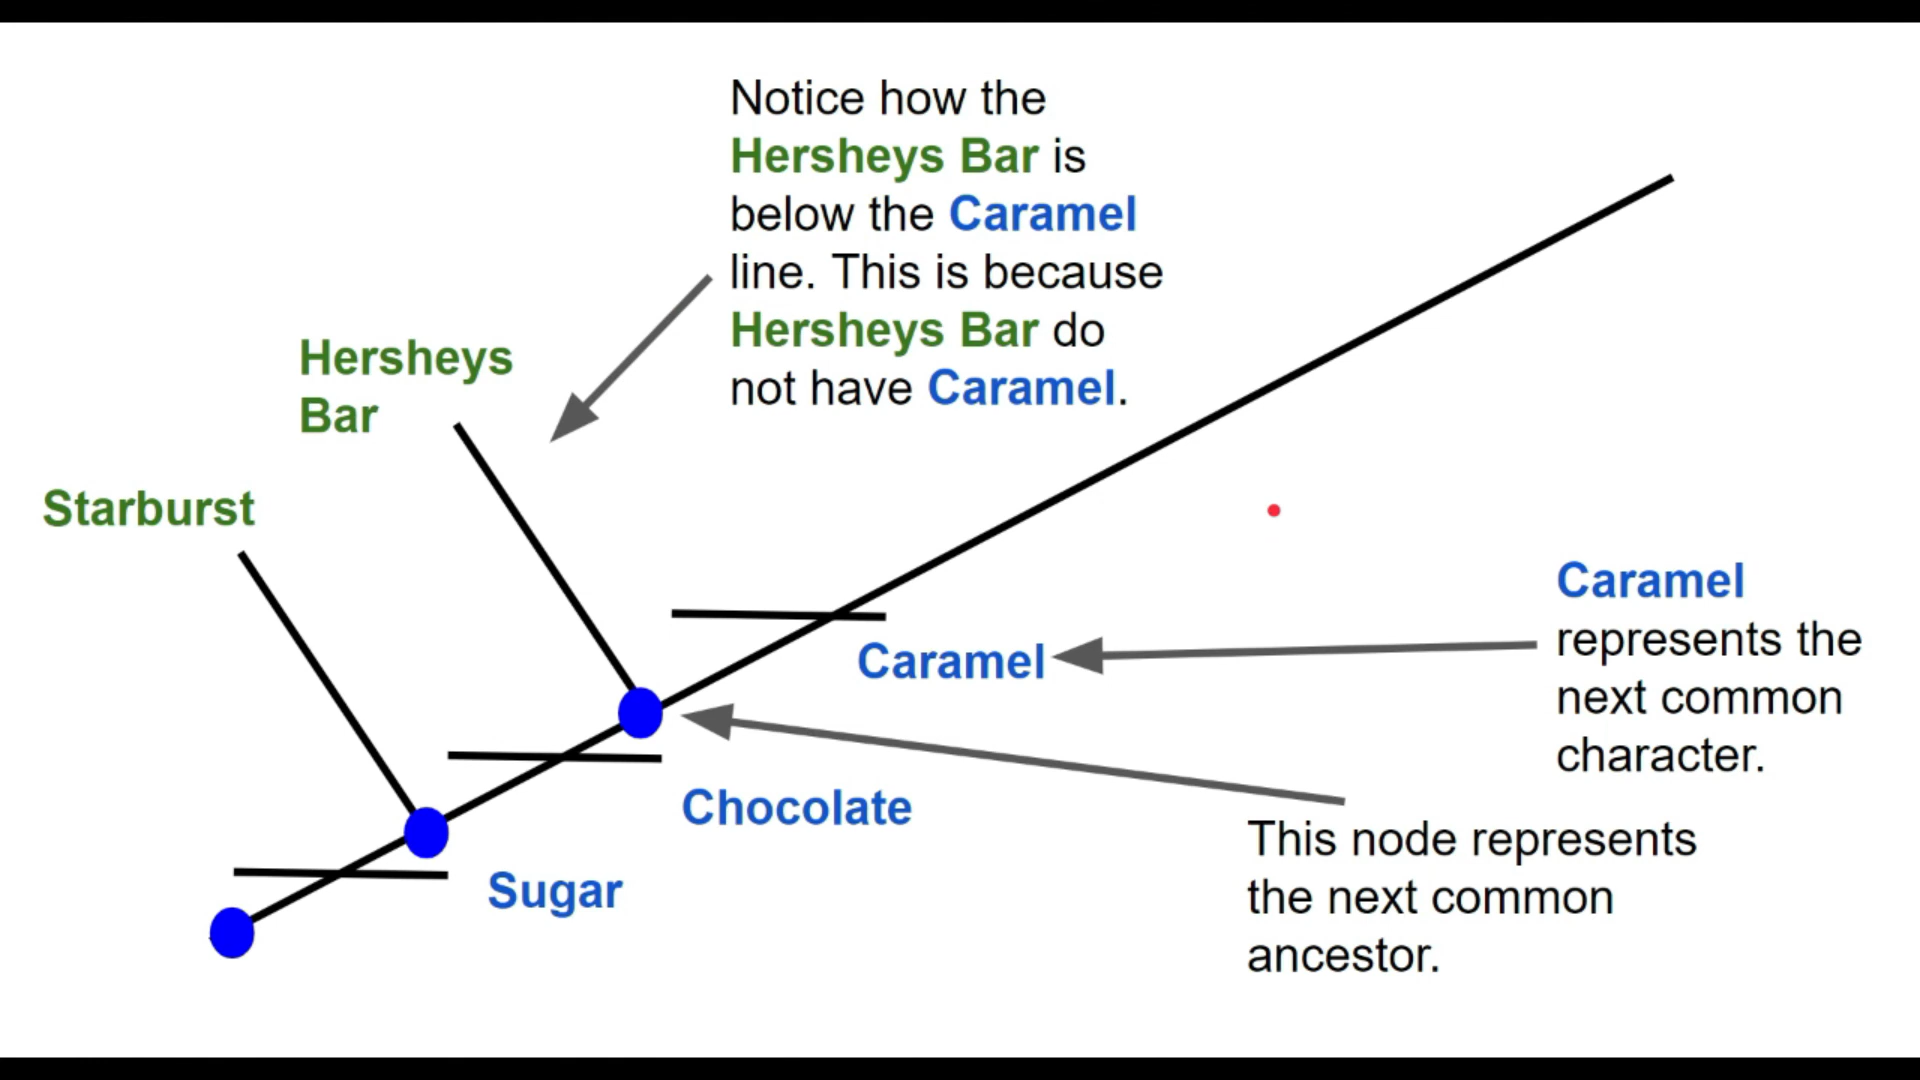 Notice how the
Hersheys Bar is
below the Caramel
line. This is because
Hersheys Bar do
not have Caramel.
Hersheys
Bar
Starburst
Caramel
represents the
next common
character.
Caramel
Chocolate
Sugar
This node represents
the next common
ancestor.